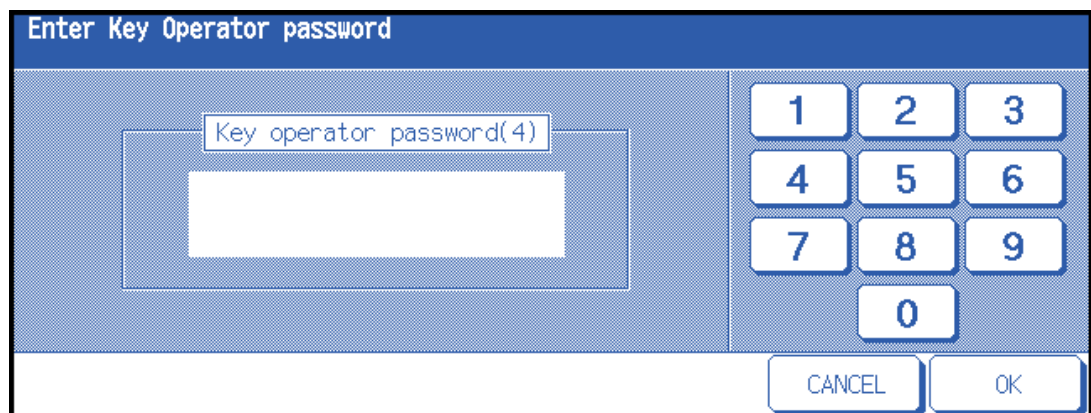 Enter Key Operator password
Key operator password(4)
1 2 3
4 5 6
7 8 9
0
CANCEL OK